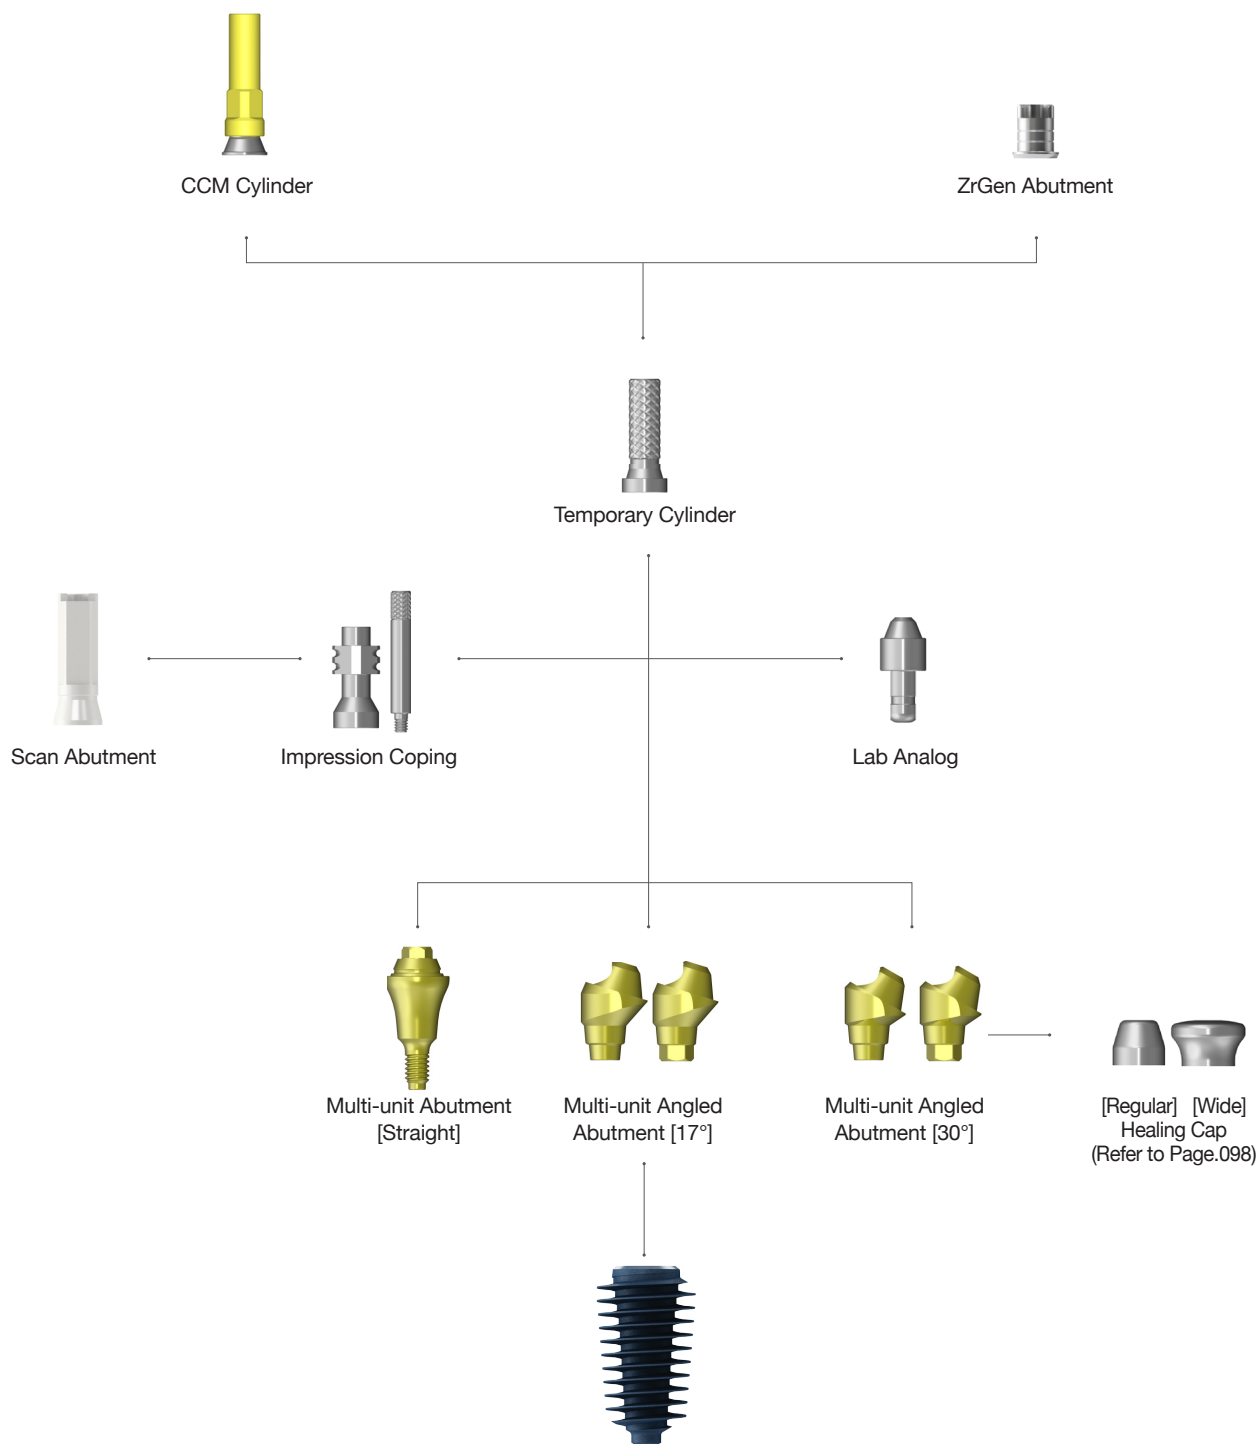 CCM Cylinder
ZrGen Abutment
Temporary Cylinder
Scan Abutment
Impression Coping
Lab Analog
Multi-unit Abutment
[Straight]
Multi-unit Angled
Abutment [17°]
Multi-unit Angled
Abutment [30°]
[Regular] [Wide]
Healing Cap
(Refer to Page.098)